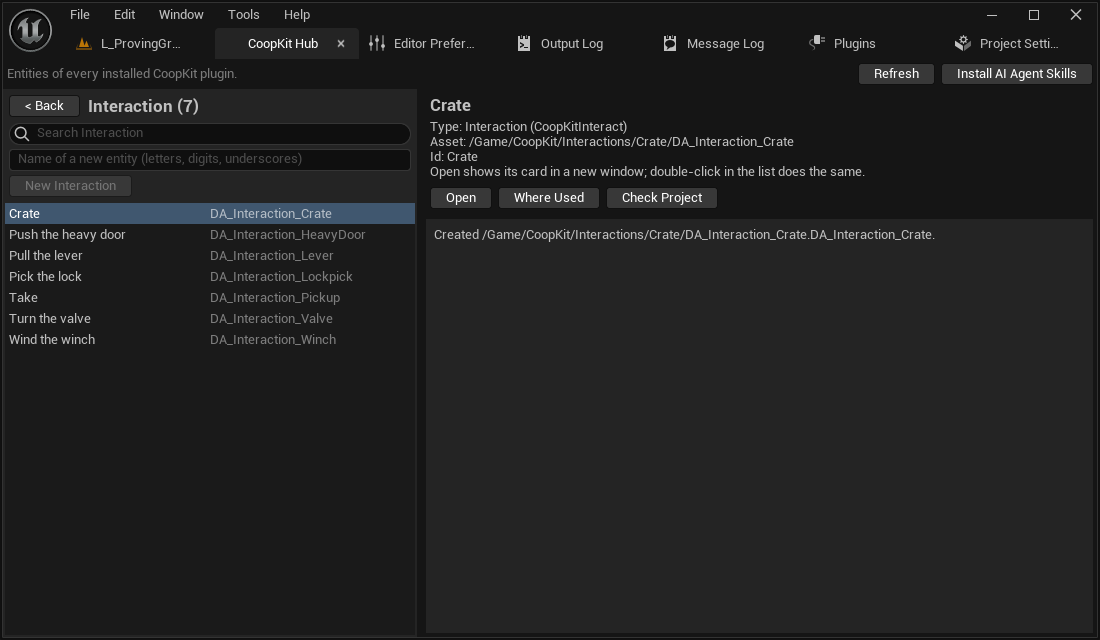 File Edit Window Tools Help
L_ProvingGr... CoopKit Hub Editor Prefer... Output Log Message Log Plugins Project Setti...
Entities of every installed CoopKit plugin. Refresh Install AI Agent Skills
< Back Interaction (7)
Search Interaction
Name of a new entity (letters, digits, underscores)
New Interaction
Crate DA_Interaction_Crate
Push the heavy door DA_Interaction_HeavyDoor
Pull the lever DA_Interaction_Lever
Pick the lock DA_Interaction_Lockpick
Take DA_Interaction_Pickup
Turn the valve DA_Interaction_Valve
Wind the winch DA_Interaction_Winch
Crate
Type: Interaction (CoopKitInteract)
Asset: /Game/CoopKit/Interactions/Crate/DA_Interaction_Crate
Id: Crate
Open shows its card in a new window; double-click in the list does the same.
Open Where Used Check Project
Created /Game/CoopKit/Interactions/Crate/DA_Interaction_Crate.DA_Interaction_Crate.